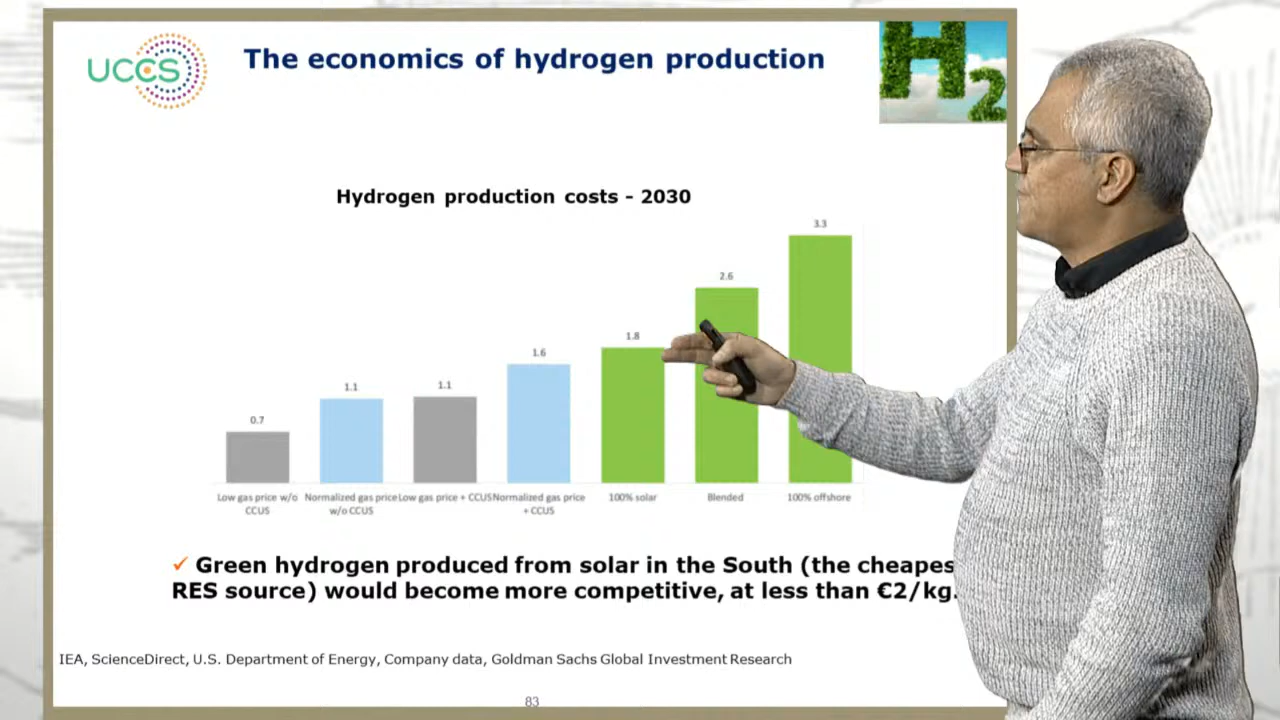 UCCS
The economics of hydrogen production
H2
Hydrogen production costs - 2030
3.3
2.6
1.8
1.6
1.1
1.1
0.7
Low gas price w/o
CCUS
Normalized gas price
w/o CCUS
Low gas price + CCUS
Normalized gas price
+ CCUS
100% solar
Blended
100% offshore
✓ Green hydrogen produced from solar in the South (the cheapes
RES source) would become more competitive, at less than €2/kg.
IEA, ScienceDirect, U.S. Department of Energy, Company data, Goldman Sachs Global Investment Research
83